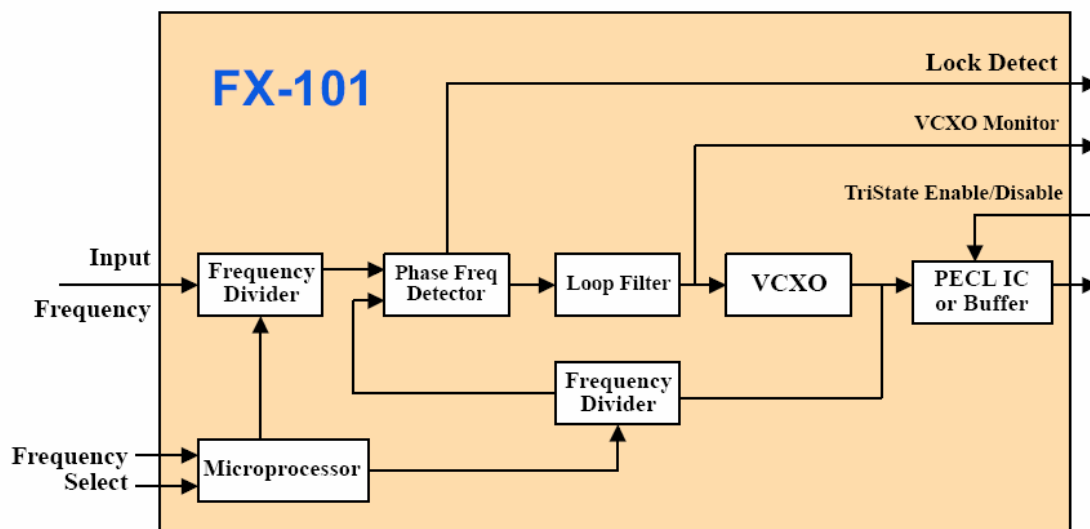 FX-101
Lock Detect
VCXO Monitor
TriState Enable/Disable
Input
Frequency
Frequency
Divider
Phase Freq
Detector
Loop Filter
VCXO
PECL IC
or Buffer
Frequency
Divider
Frequency
Select
Microprocessor